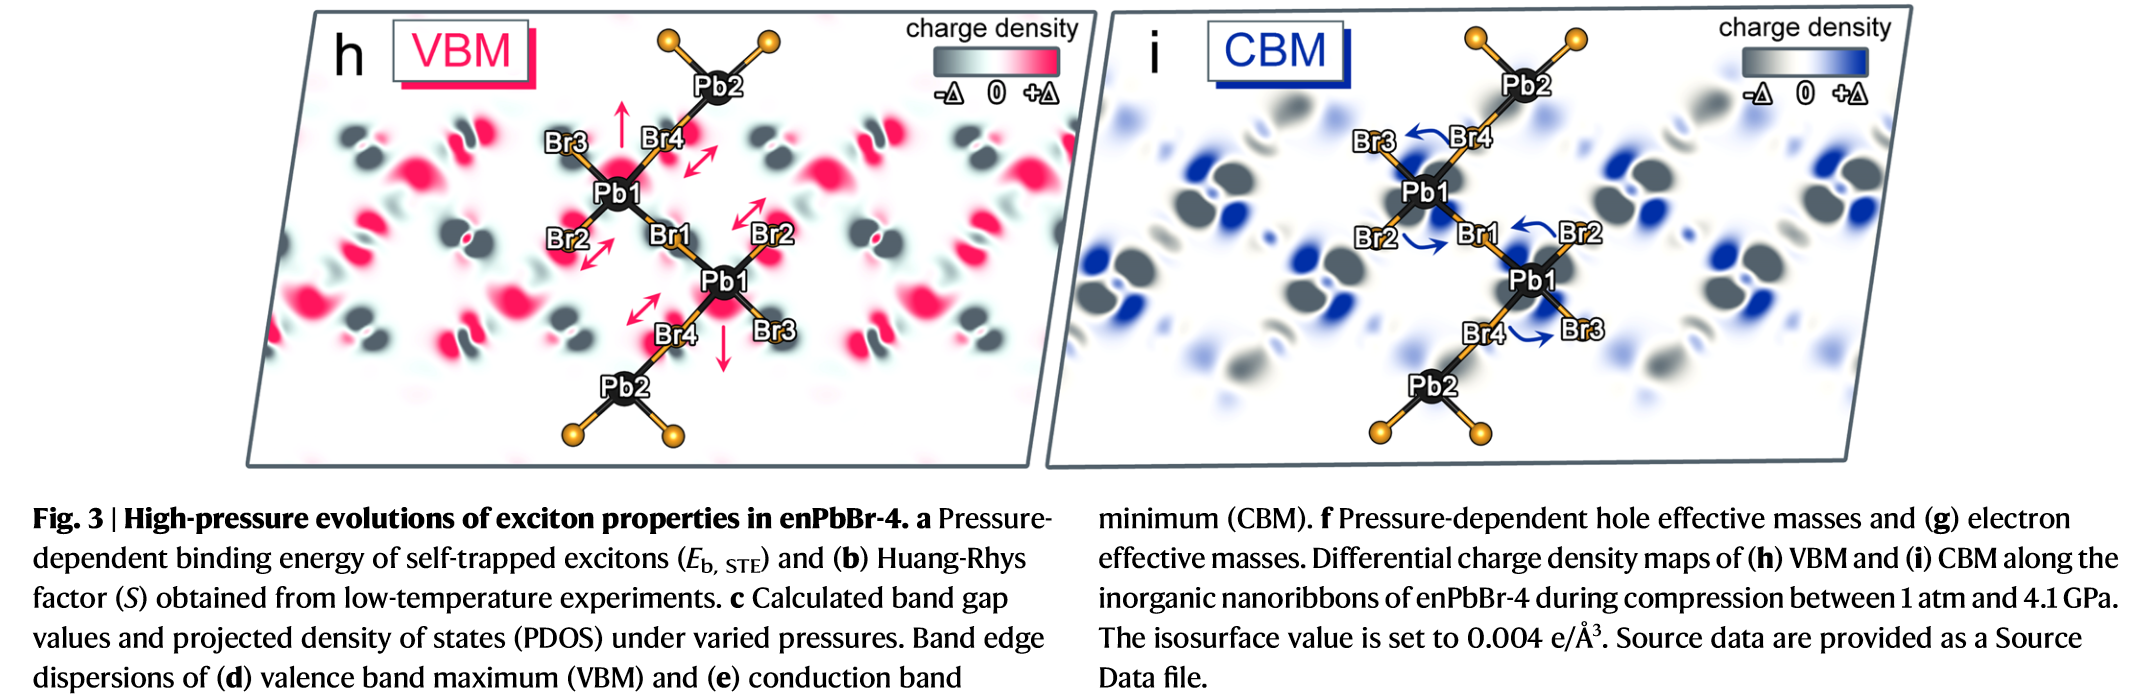 h
VBM
charge density
-Δ 0 +Δ
Pb2
Br3
Br4
Pb1
Br2
Br1
Br2
Pb1
Br4
Br3
Pb2
i
CBM
charge density
-Δ 0 +Δ
Pb2
Br3
Br4
Pb1
Br2
Br1
Br2
Pb1
Br4
Br3
Pb2
Fig. 3 | High-pressure evolutions of exciton properties in enPbBr-4. a Pressure-
dependent binding energy of self-trapped excitons (Eb, STE) and (b) Huang-Rhys
factor (S) obtained from low-temperature experiments. c Calculated band gap
values and projected density of states (PDOS) under varied pressures. Band edge
dispersions of (d) valence band maximum (VBM) and (e) conduction band
minimum (CBM). f Pressure-dependent hole effective masses and (g) electron
effective masses. Differential charge density maps of (h) VBM and (i) CBM along the
inorganic nanoribbons of enPbBr-4 during compression between 1 atm and 4.1 GPa.
The isosurface value is set to 0.004 e/Å³. Source data are provided as a Source
Data file.